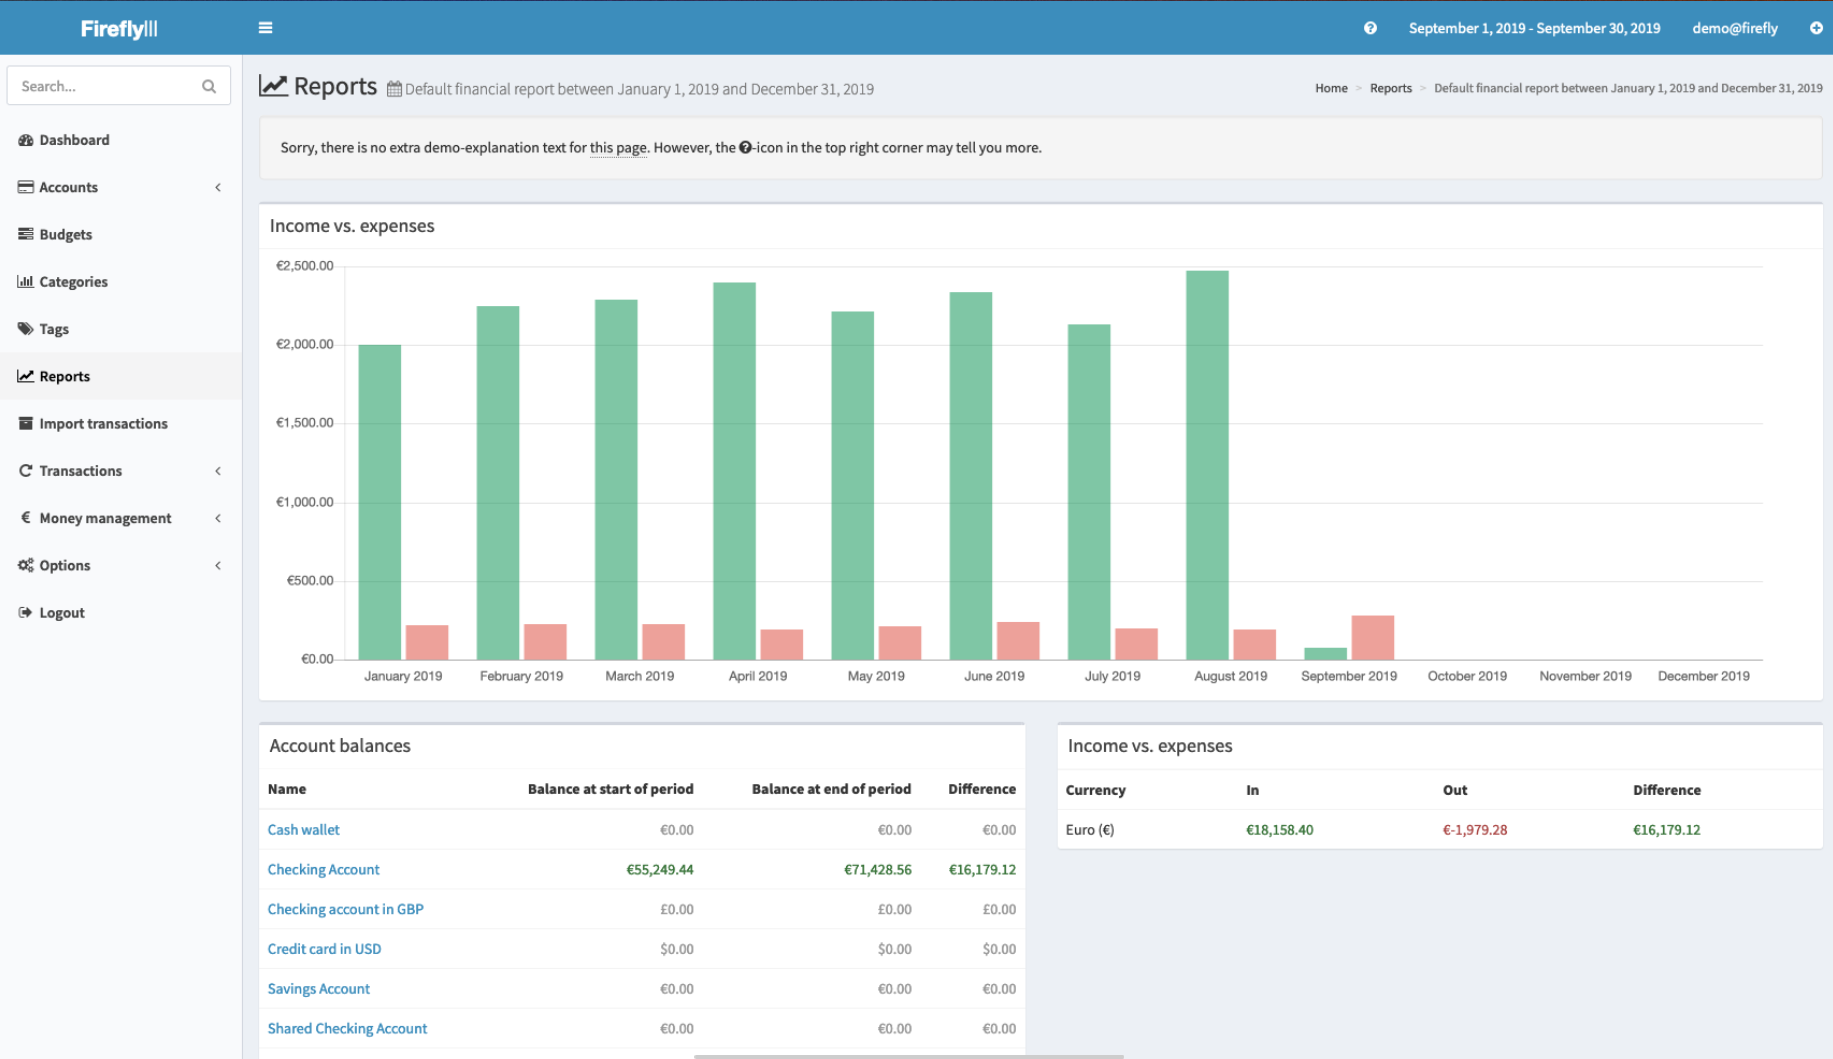 FireflyIII
September 1, 2019 - September 30, 2019
demo@firefly
Search...
Dashboard
Accounts
Budgets
Categories
Tags
Reports
Import transactions
Transactions
€ Money management
Options
Logout
Reports Default financial report between January 1, 2019 and December 31, 2019
Home > Reports > Default financial report between January 1, 2019 and December 31, 2019
Sorry, there is no extra demo-explanation text for this page. However, the ?-icon in the top right corner may tell you more.
Income vs. expenses
€2,500.00
€2,000.00
€1,500.00
€1,000.00
€500.00
€0.00
January 2019 February 2019 March 2019 April 2019 May 2019 June 2019 July 2019 August 2019 September 2019 October 2019 November 2019 December 2019
Account balances
Name Balance at start of period Balance at end of period Difference
Cash wallet €0.00 €0.00 €0.00
Checking Account €55,249.44 €71,428.56 €16,179.12
Checking account in GBP £0.00 £0.00 £0.00
Credit card in USD $0.00 $0.00 $0.00
Savings Account €0.00 €0.00 €0.00
Shared Checking Account €0.00 €0.00 €0.00
Income vs. expenses
Currency In Out Difference
Euro (€) €18,158.40 €-1,979.28 €16,179.12